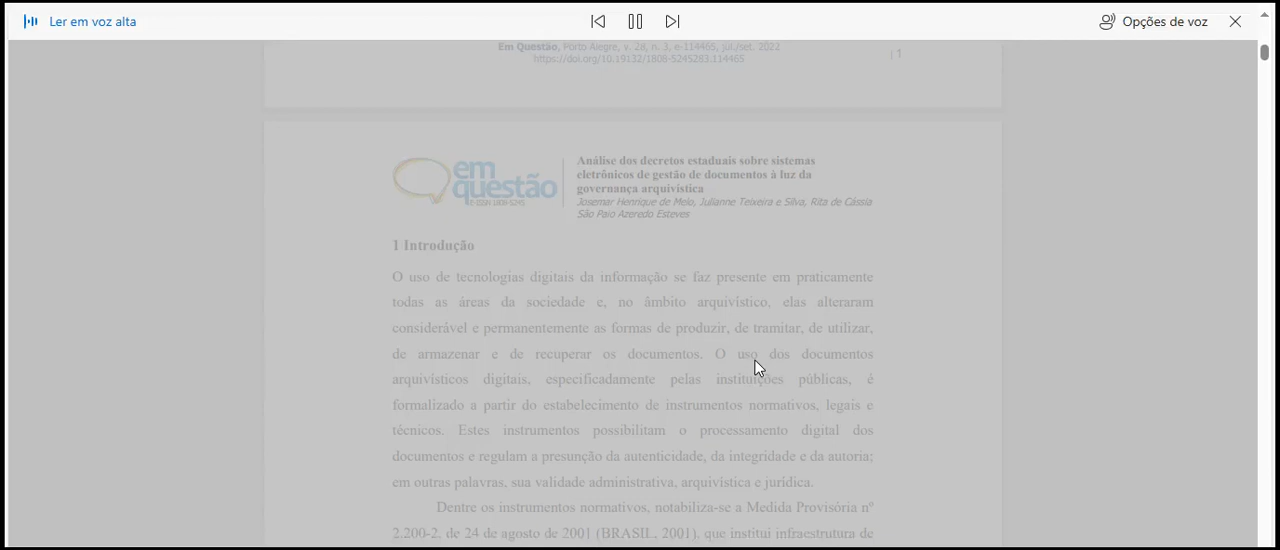 Ler em voz alta
Opções de voz
Em Questão, Porto Alegre, v. 28, n. 3, e-114465, jul./set. 2022
https://doi.org/10.19132/1808-5245283.114465
| 1
em questão
E-ISSN 1808-5245
Análise dos decretos estaduais sobre sistemas
eletrônicos de gestão de documentos à luz da
governança arquivística
Josemar Henrique de Melo, Julianne Teixeira e Silva, Rita de Cássia
São Paio Azeredo Esteves
1 Introdução
O uso de tecnologias digitais da informação se faz presente em praticamente
todas as áreas da sociedade e, no âmbito arquivístico, elas alteraram
considerável e permanentemente as formas de produzir, de tramitar, de utilizar,
de armazenar e de recuperar os documentos. O uso dos documentos
arquivísticos digitais, especificadamente pelas instituições públicas, é
formalizado a partir do estabelecimento de instrumentos normativos, legais e
técnicos. Estes instrumentos possibilitam o processamento digital dos
documentos e regulam a presunção da autenticidade, da integridade e da autoria;
em outras palavras, sua validade administrativa, arquivística e jurídica.
Dentre os instrumentos normativos, notabiliza-se a Medida Provisória nº
2.200-2, de 24 de agosto de 2001 (BRASIL, 2001), que institui infraestrutura de